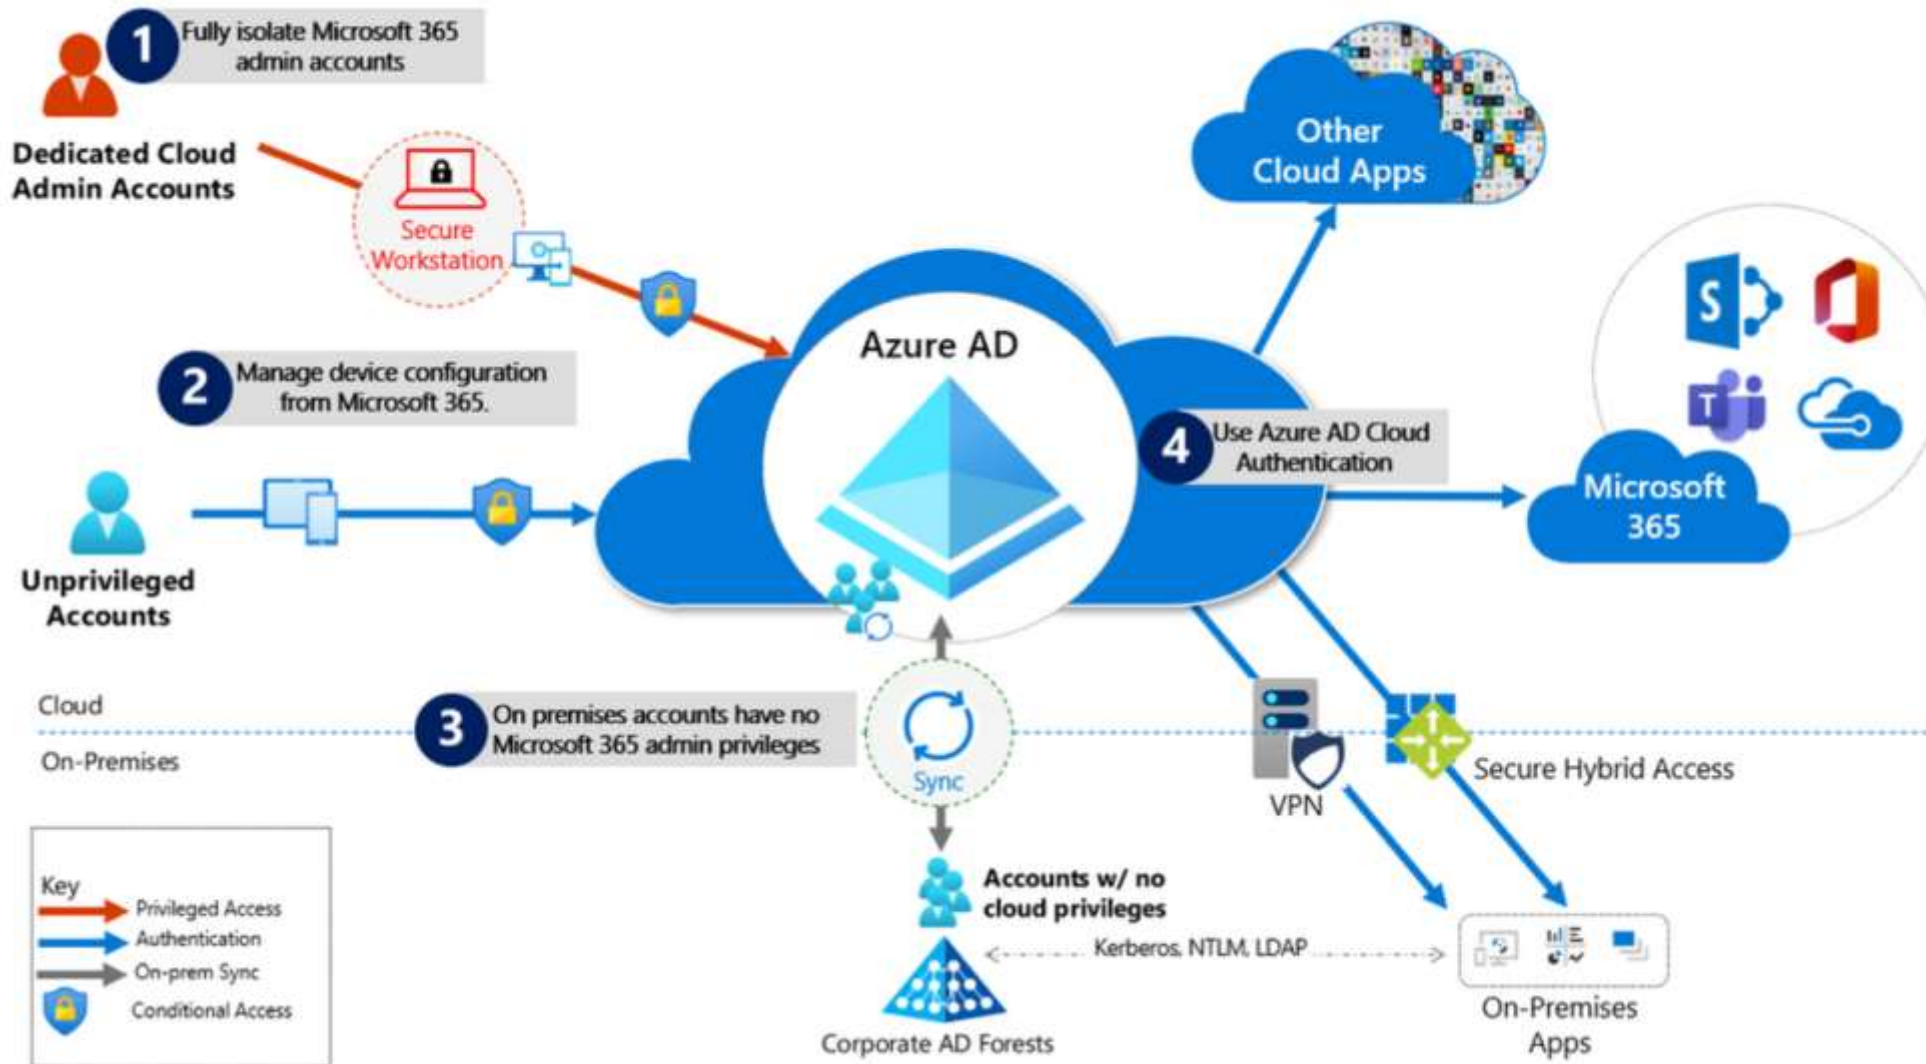 1
Fully isolate Microsoft 365
admin accounts
Dedicated Cloud
Admin Accounts
Secure
Workstation
Other
Cloud Apps
2
Manage device configuration
from Microsoft 365.
Azure AD
4
Use Azure AD Cloud
Authentication
S
T
Microsoft
365
Unprivileged
Accounts
Cloud
On-Premises
3
On premises accounts have no
Microsoft 365 admin privileges
Sync
VPN
Secure Hybrid Access
Key
Privileged Access
Authentication
On-prem Sync
Conditional Access
Accounts w/ no
cloud privileges
Kerberos, NTLM, LDAP
Corporate AD Forests
On-Premises
Apps